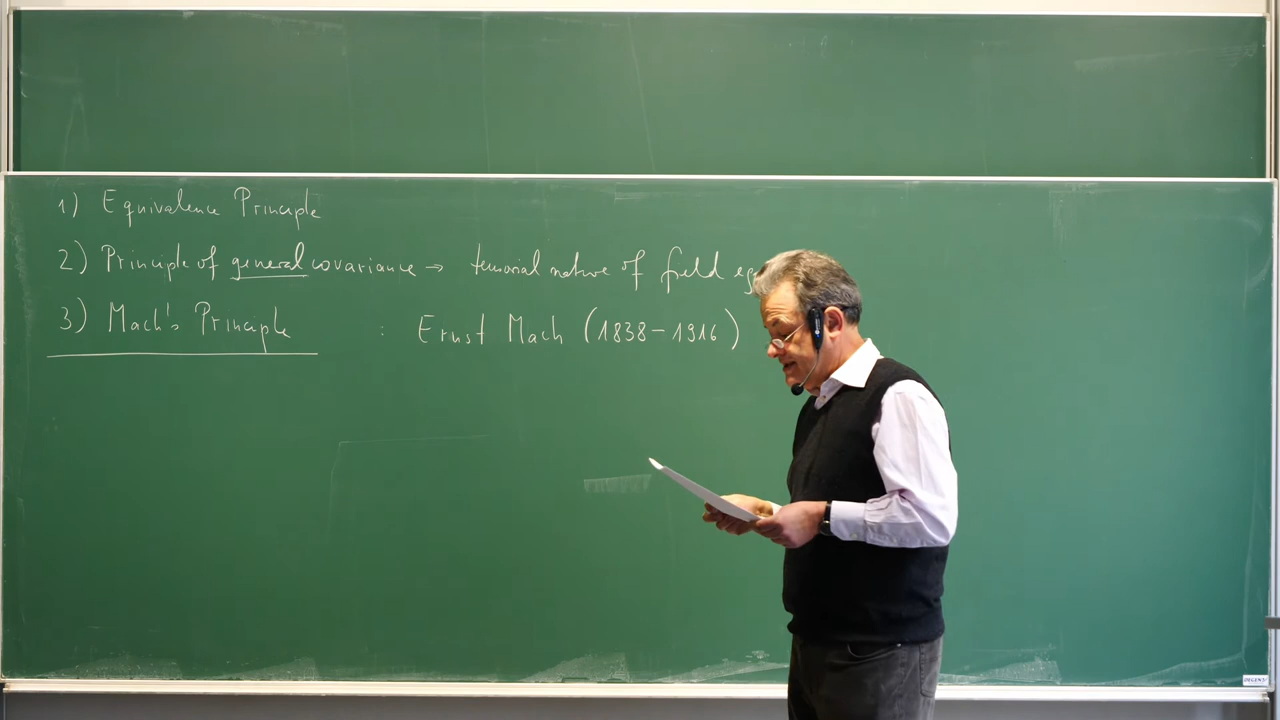 1) Equivalence Principle
2) Principle of general covariance → tensorial nature of field eq
3) Mach's Principle : Ernst Mach (1838–1916)